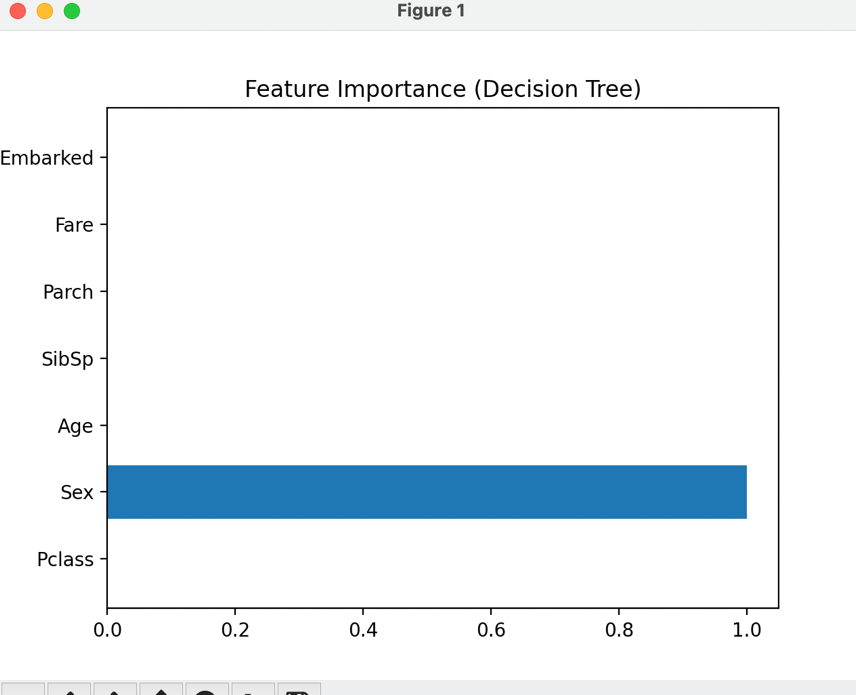 Figure 1
Feature Importance (Decision Tree)
Embarked
Fare
Parch
SibSp
Age
Sex
Pclass
0.0 0.2 0.4 0.6 0.8 1.0